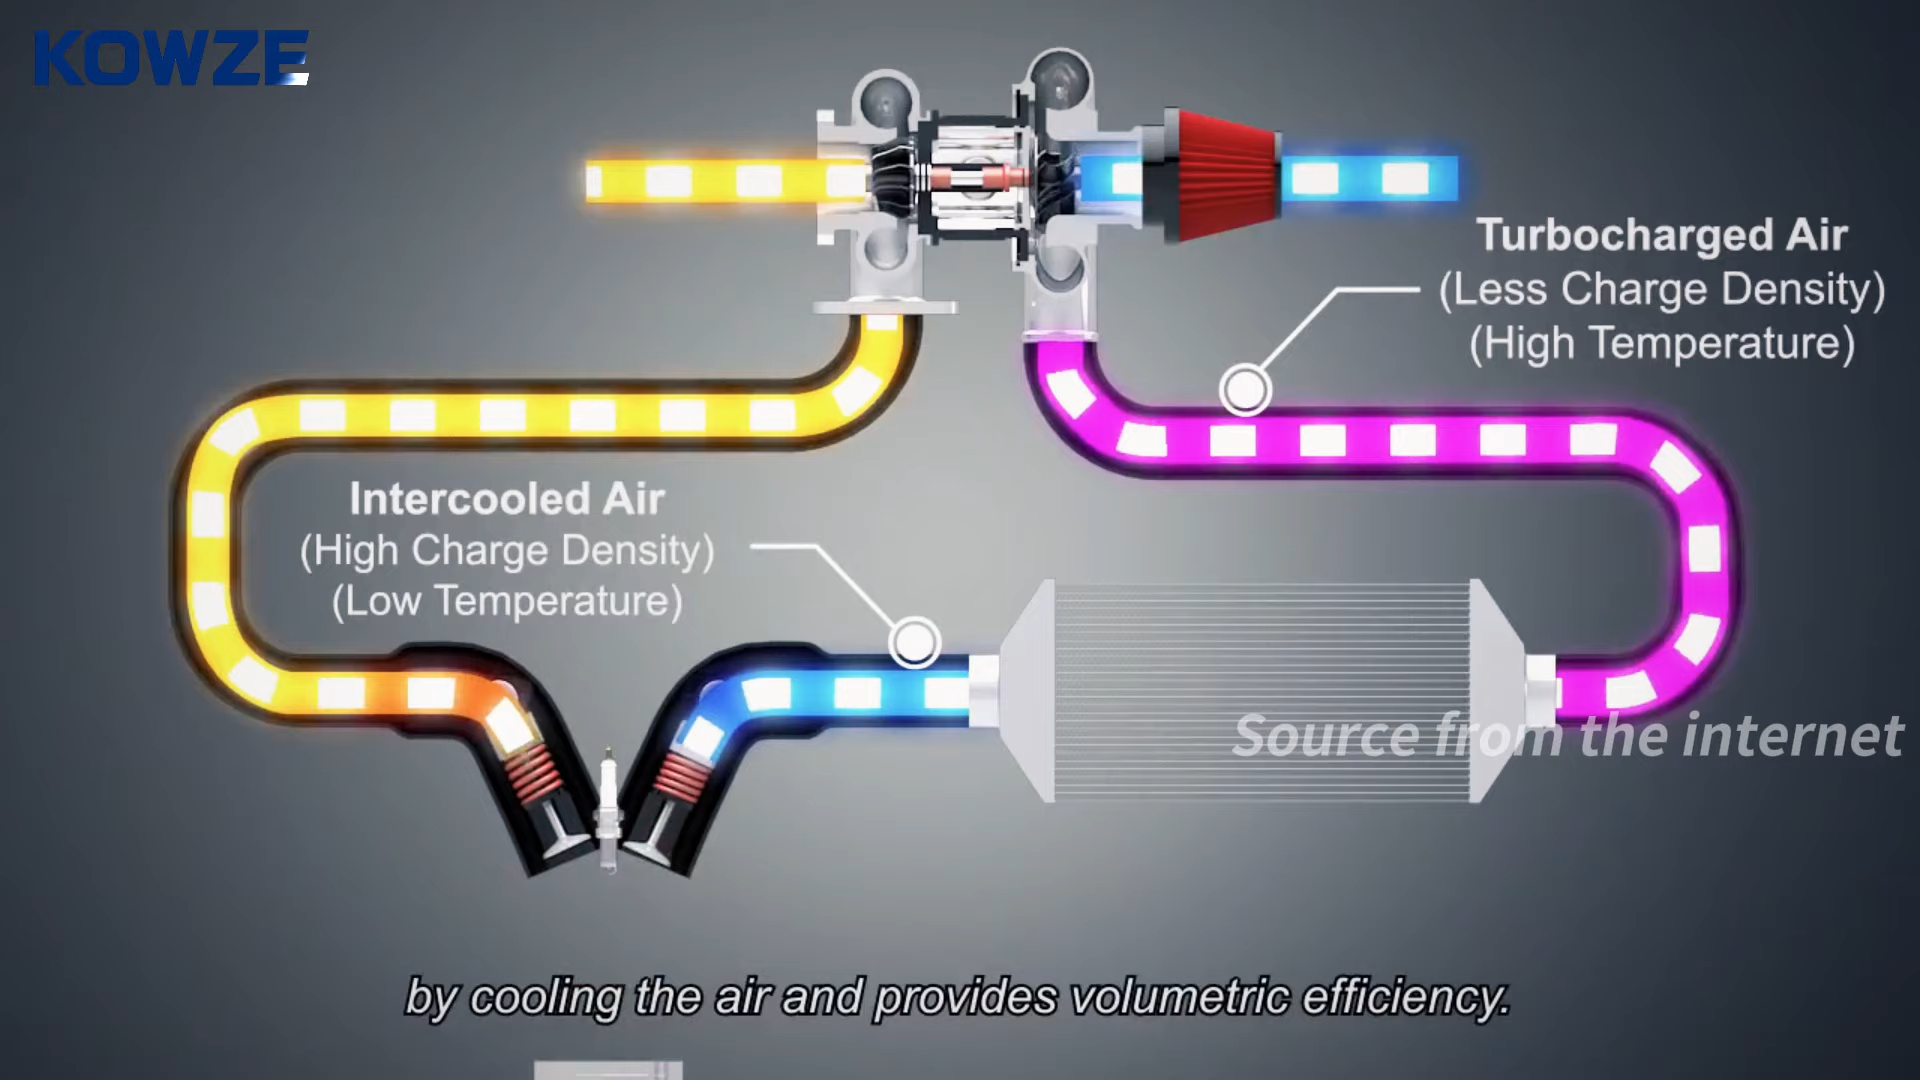 KOWZE
Turbocharged Air
(Less Charge Density)
(High Temperature)
Intercooled Air
(High Charge Density)
(Low Temperature)
Source from the internet
by cooling the air and provides volumetric efficiency.